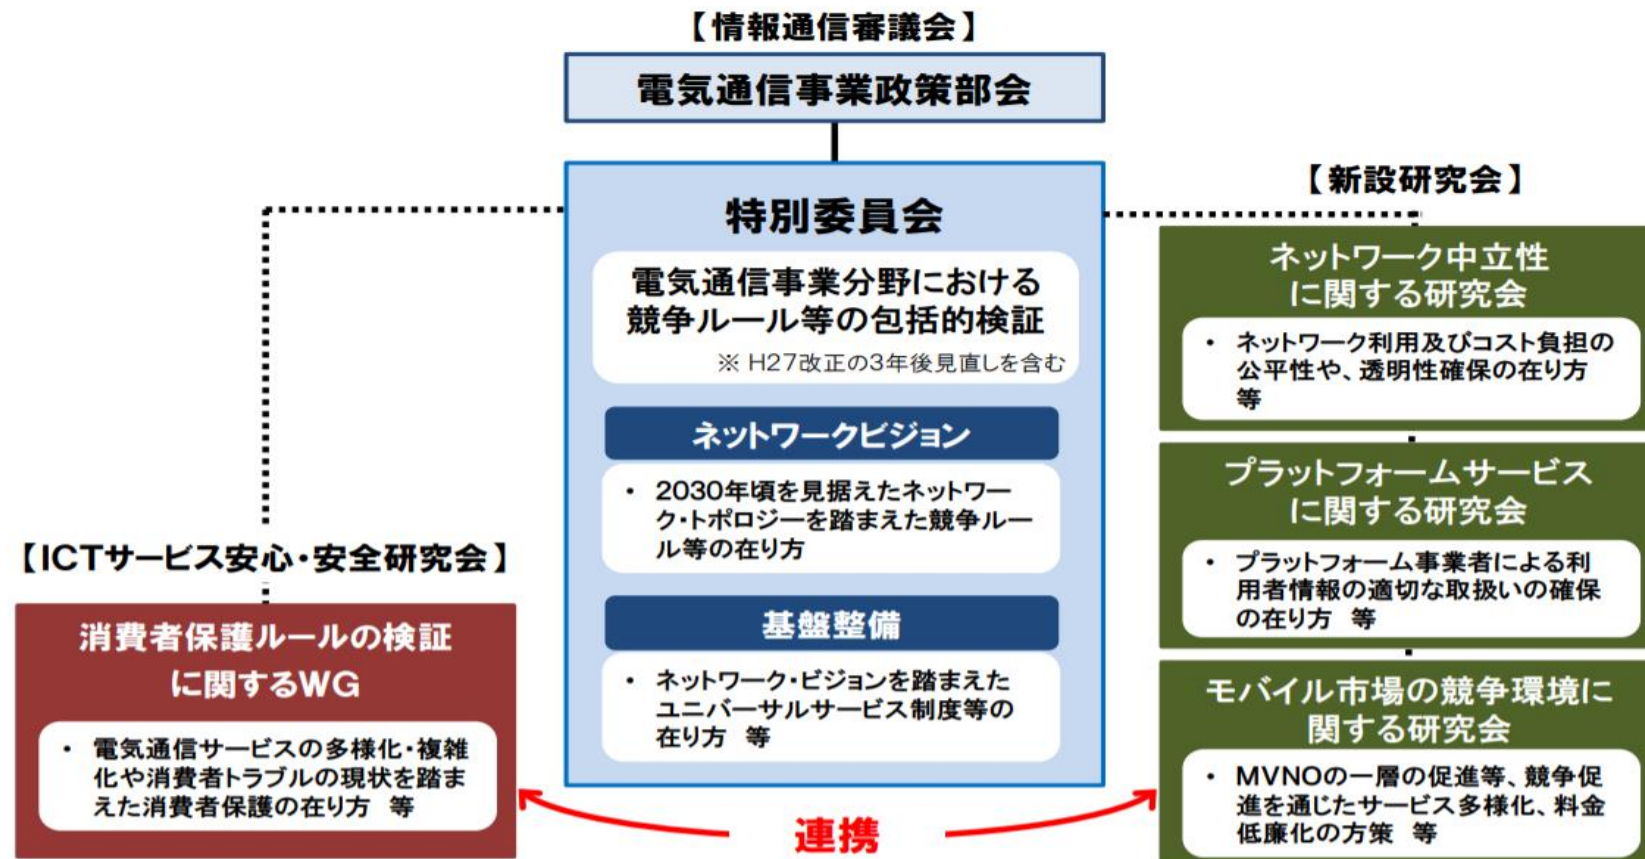 【情報通信審議会】
電気通信事業政策部会
特別委員会
電気通信事業分野における
競争ルール等の包括的検証
※ H27改正の3年後見直しを含む
ネットワークビジョン
・ 2030年頃を見据えたネットワー
ク・トポロジーを踏まえた競争ルー
ル等の在り方
基盤整備
・ ネットワーク・ビジョンを踏まえた
ユニバーサルサービス制度等の
在り方 等
【ICTサービス安心・安全研究会】
消費者保護ルールの検証
に関するWG
・ 電気通信サービスの多様化・複雑
化や消費者トラブルの現状を踏ま
えた消費者保護の在り方 等
【新設研究会】
ネットワーク中立性
に関する研究会
・ ネットワーク利用及びコスト負担の
公平性や、透明性確保の在り方
等
プラットフォームサービス
に関する研究会
・ プラットフォーム事業者による利
用者情報の適切な取扱いの確保
の在り方 等
モバイル市場の競争環境に
関する研究会
・ MVNOの一層の促進等、競争促
進を通じたサービス多様化、料金
低廉化の方策 等
連携